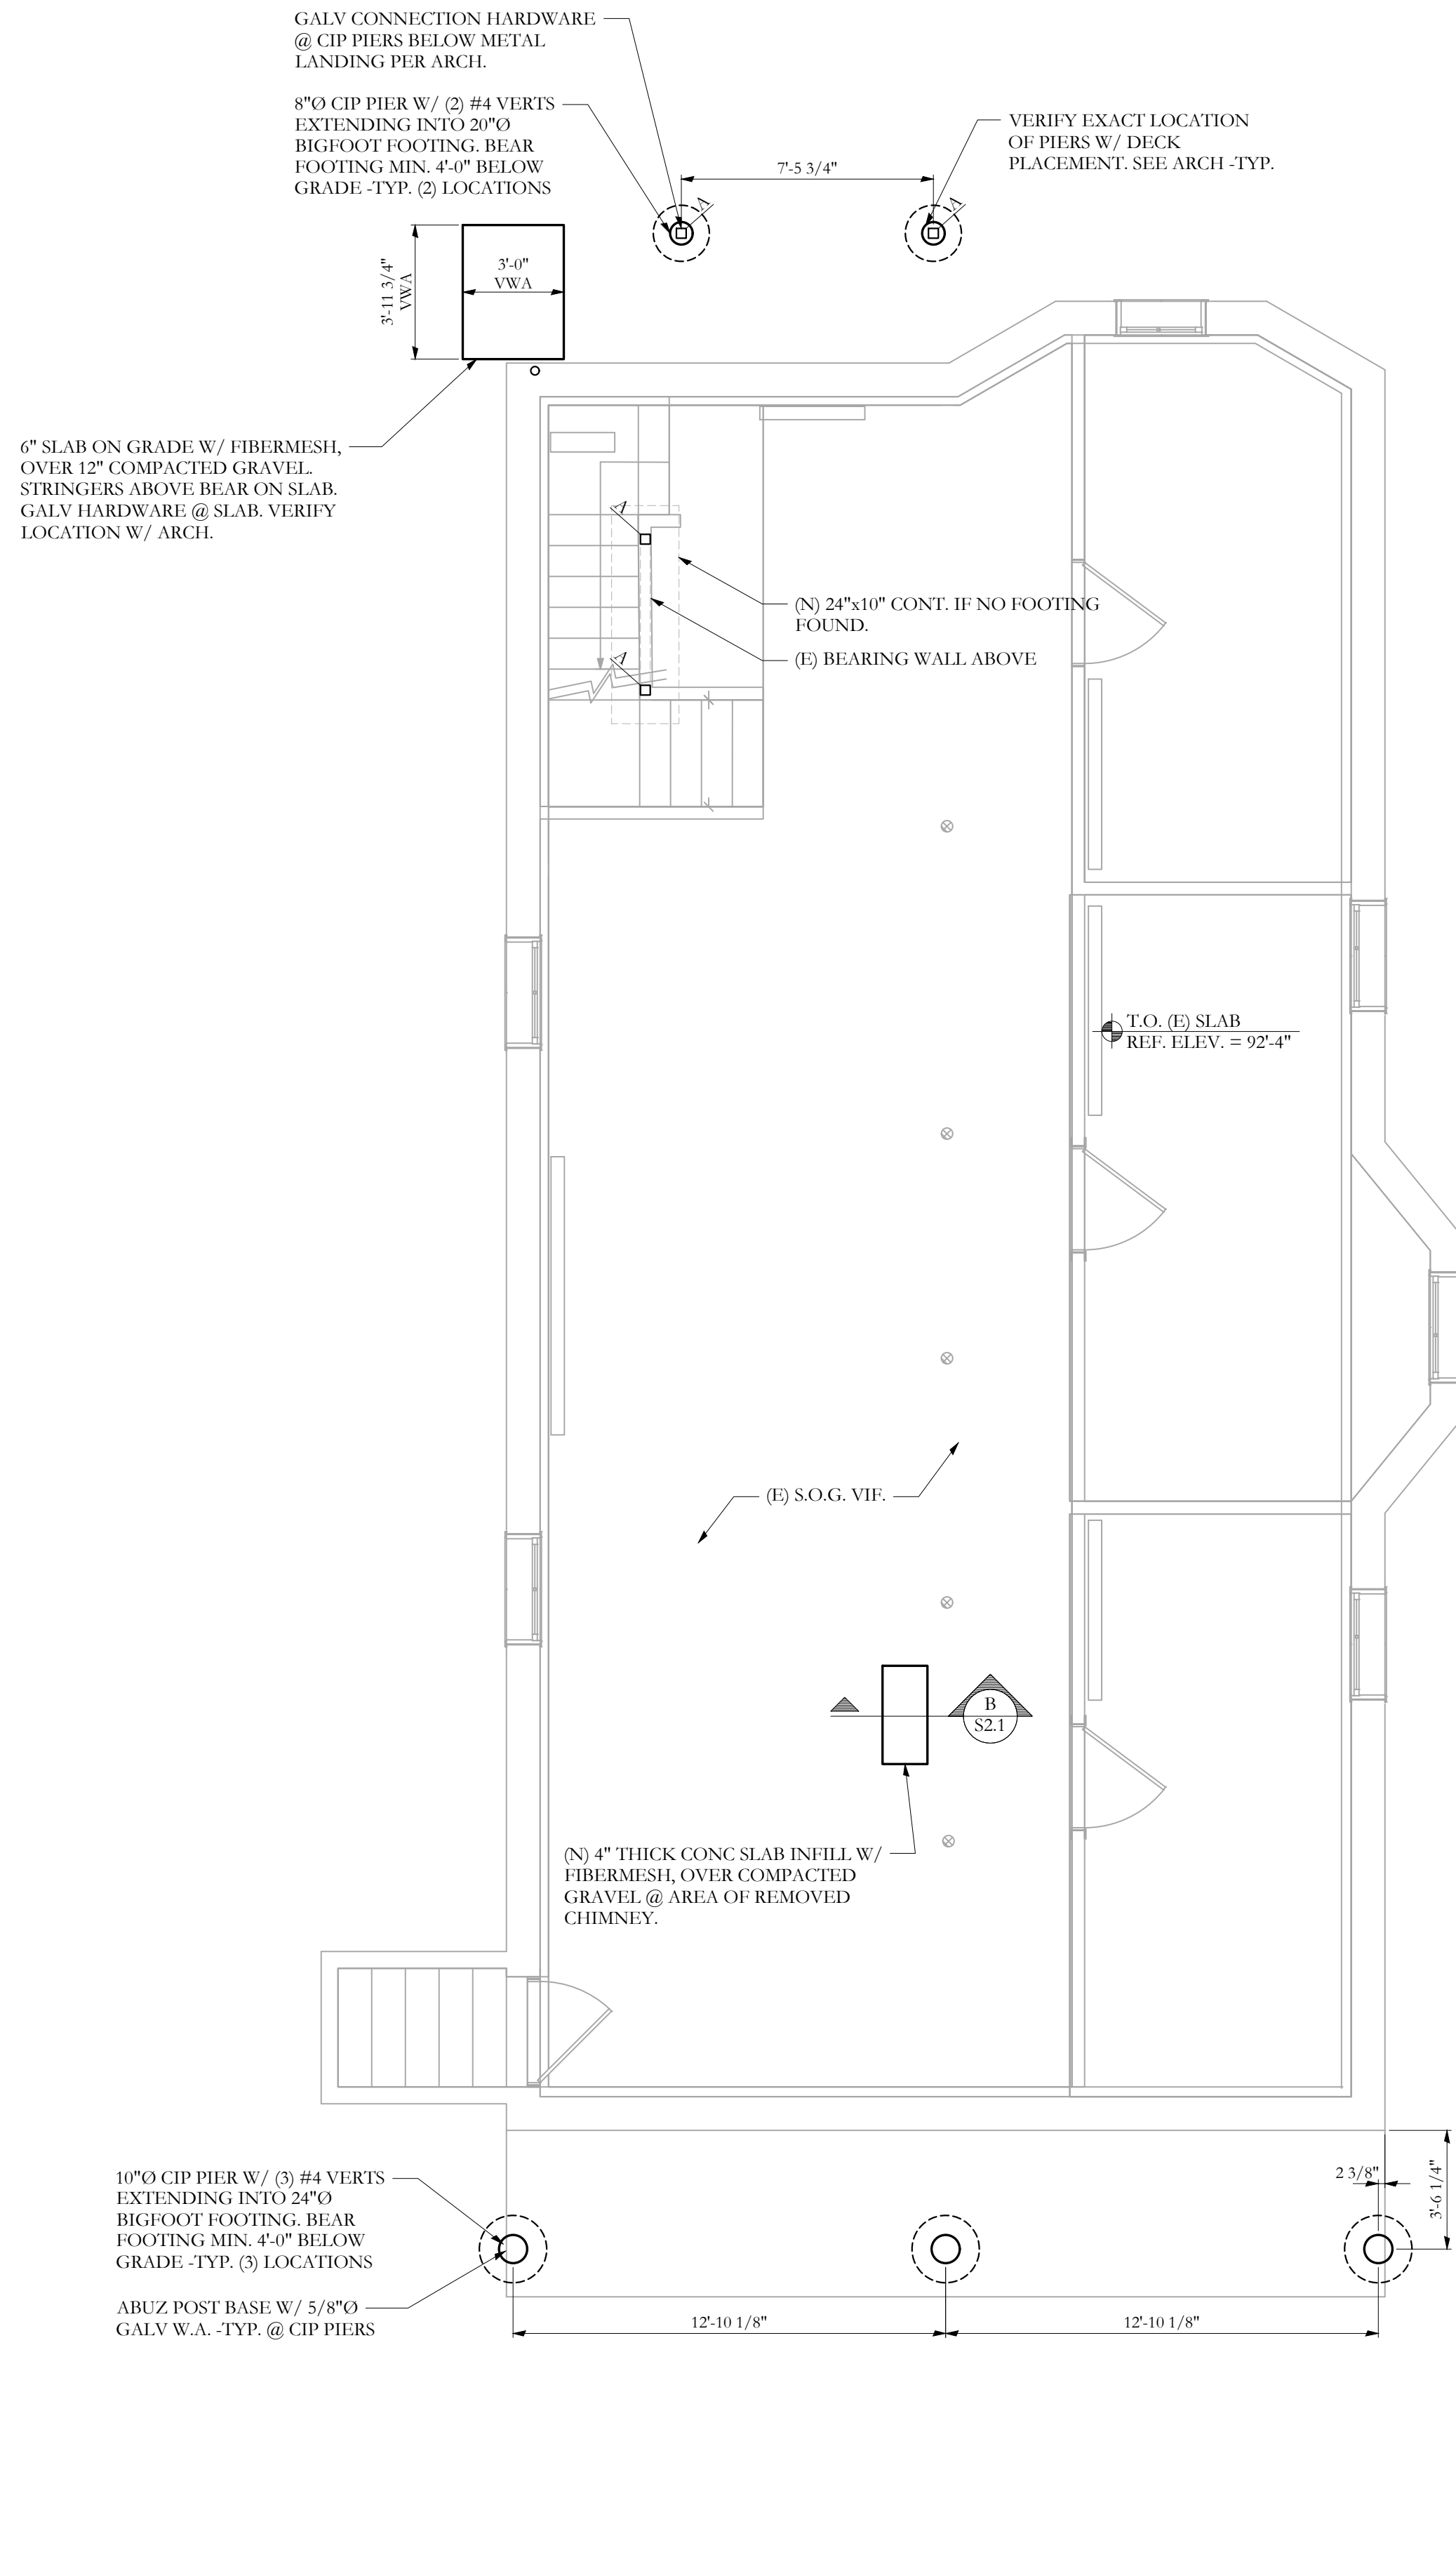 GALV CONNECTION HARDWARE
@ CIP PIERS BELOW METAL
LANDING PER ARCH.
8"Ø CIP PIER W/ (2) #4 VERTS
EXTENDING INTO 20"Ø
BIGFOOT FOOTING. BEAR
FOOTING MIN. 4'-0" BELOW
GRADE -TYP. (2) LOCATIONS
VERIFY EXACT LOCATION
OF PIERS W/ DECK
PLACEMENT. SEE ARCH -TYP.
7'-5 3/4"
A
A
3'-11 3/4"
VWA
3'-0"
VWA
6" SLAB ON GRADE W/ FIBERMESH,
OVER 12" COMPACTED GRAVEL.
STRINGERS ABOVE BEAR ON SLAB.
GALV HARDWARE @ SLAB. VERIFY
LOCATION W/ ARCH.
A
(N) 24"x10" CONT. IF NO FOOTING
FOUND.
A
(E) BEARING WALL ABOVE
T.O. (E) SLAB
REF. ELEV. = 92'-4"
(E) S.O.G. VIF.
B
S2.1
(N) 4" THICK CONC SLAB INFILL W/
FIBERMESH, OVER COMPACTED
GRAVEL @ AREA OF REMOVED
CHIMNEY.
10"Ø CIP PIER W/ (3) #4 VERTS
EXTENDING INTO 24"Ø
BIGFOOT FOOTING. BEAR
FOOTING MIN. 4'-0" BELOW
GRADE -TYP. (3) LOCATIONS
2 3/8"
3'-6 1/4"
ABUZ POST BASE W/ 5/8"Ø
GALV W.A. -TYP. @ CIP PIERS
12'-10 1/8"
12'-10 1/8"